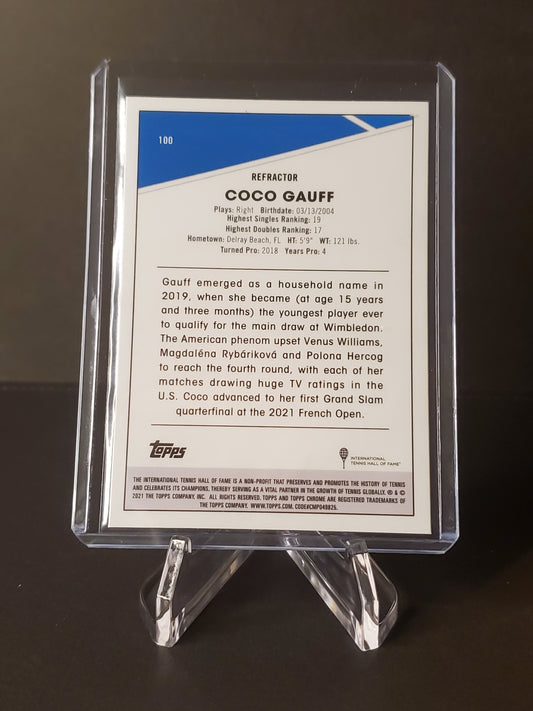 100
REFRACTOR
COCO GAUFF
Plays: Right Birthdate: 03/13/2004
Highest Singles Ranking: 19
Highest Doubles Ranking: 17
Hometown: Delray Beach, FL HT: 5'9" WT: 121 lbs.
Turned Pro: 2018 Years Pro: 4
Gauff emerged as a household name in
2019, when she became (at age 15 years
and three months) the youngest player ever
to qualify for the main draw at Wimbledon.
The American phenom upset Venus Williams,
Magdaléna Rybáriková and Polona Hercog
to reach the fourth round, with each of her
matches drawing huge TV ratings in the
U.S. Coco advanced to her first Grand Slam
quarterfinal at the 2021 French Open.
topps
INTERNATIONAL
TENNIS HALL OF FAME
THE INTERNATIONAL TENNIS HALL OF FAME IS A NON-PROFIT THAT PRESERVES AND PROMOTES THE HISTORY OF TENNIS
AND CELEBRATES ITS CHAMPIONS, THEREBY SERVING AS A VITAL PARTNER IN THE GROWTH OF TENNIS GLOBALLY. ® & ©
2021 THE TOPPS COMPANY, INC. ALL RIGHTS RESERVED. TOPPS AND TOPPS CHROME ARE REGISTERED TRADEMARKS OF
THE TOPPS COMPANY, INC. WWW.TOPPS.COM. CODE#CMP048825.